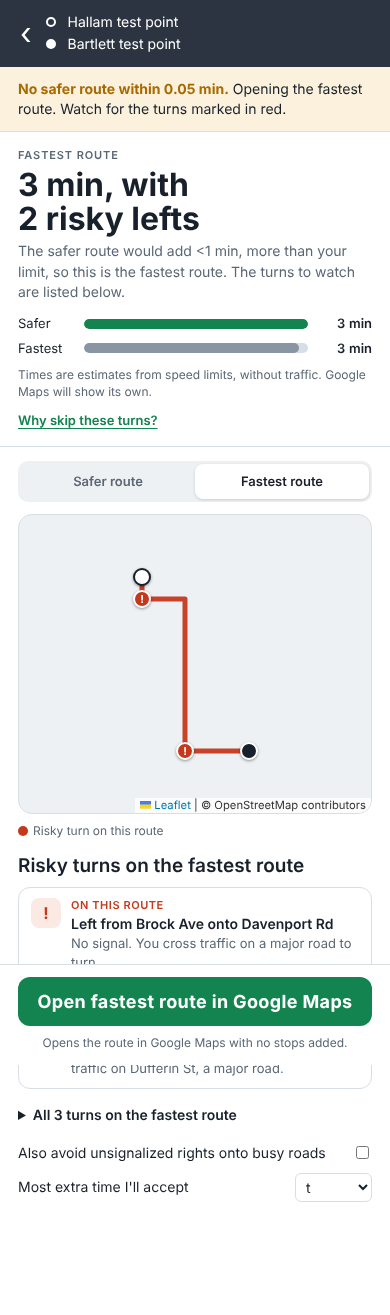 Hallam test point
Bartlett test point
No safer route within 0.05 min. Opening the fastest
route. Watch for the turns marked in red.
FASTEST ROUTE
3 min, with
2 risky lefts
The safer route would add <1 min, more than your
limit, so this is the fastest route. The turns to watch
are listed below.
Safer 3 min
Fastest 3 min
Times are estimates from speed limits, without traffic. Google
Maps will show its own.
Why skip these turns?
Safer route Fastest route
!
!
Leaflet | © OpenStreetMap contributors
Risky turn on this route
Risky turns on the fastest route
! ON THIS ROUTE
Left from Brock Ave onto Davenport Rd
No signal. You cross traffic on a major road to
turn.
Open fastest route in Google Maps
Opens the route in Google Maps with no stops added.
traffic on Dufferin St, a major road.
All 3 turns on the fastest route
Also avoid unsignalized rights onto busy roads
Most extra time I'll accept t